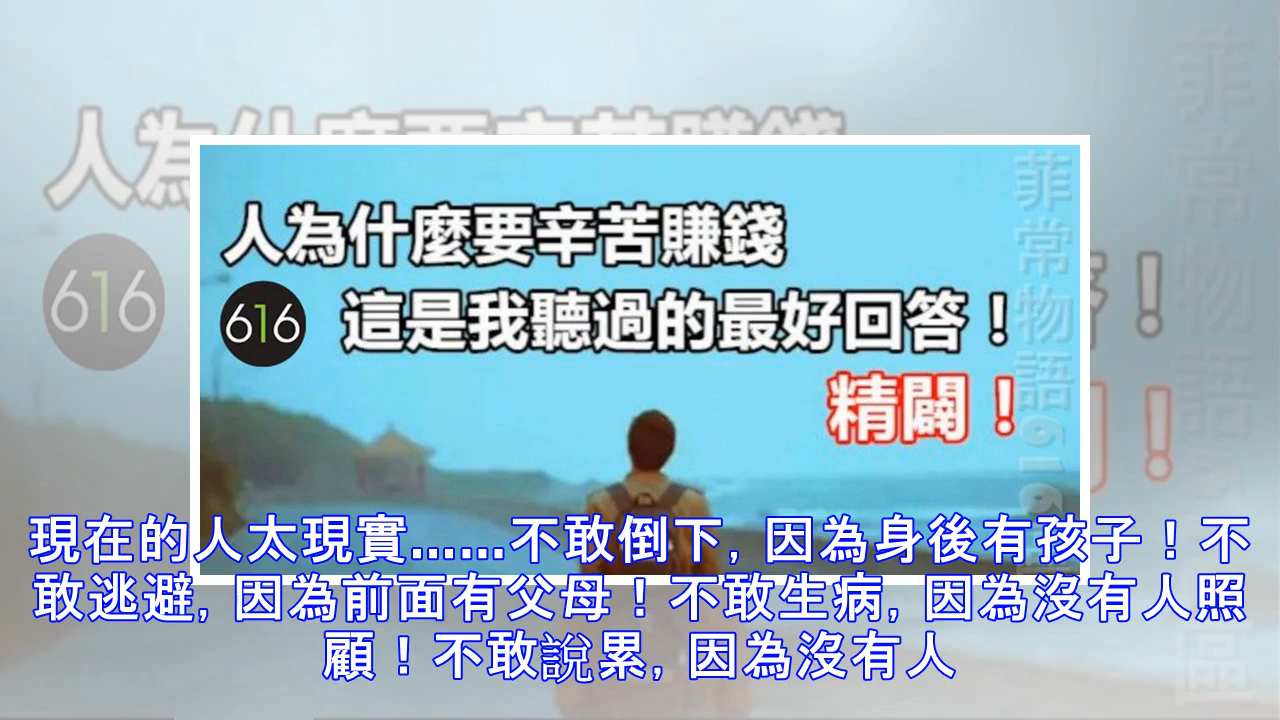 人為什麼要辛苦賺錢
616
這是我聽過的最好回答！
精闢！
菲常物語616
現在的人太現實......不敢倒下, 因為身後有孩子！不
敢逃避, 因為前面有父母！不敢生病, 因為沒有人照
顧！不敢說累, 因為沒有人